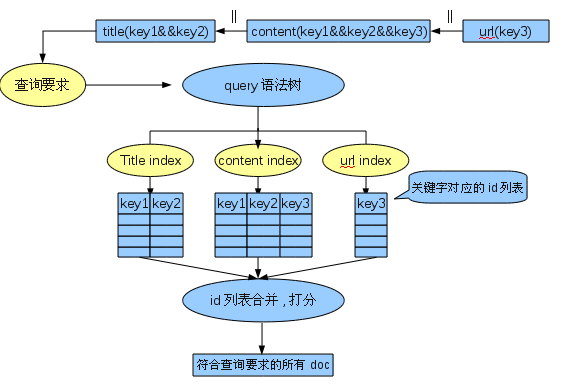 ||
||
title(key1&&key2)
content(key1&&key2&&key3)
url(key3)
查询要求
query 语法树
Title index
content index
url index
关键字对应的 id 列表
key1 key2
key1 key2 key3
key3
id 列表合并 , 打分
符合查询要求的所有 doc